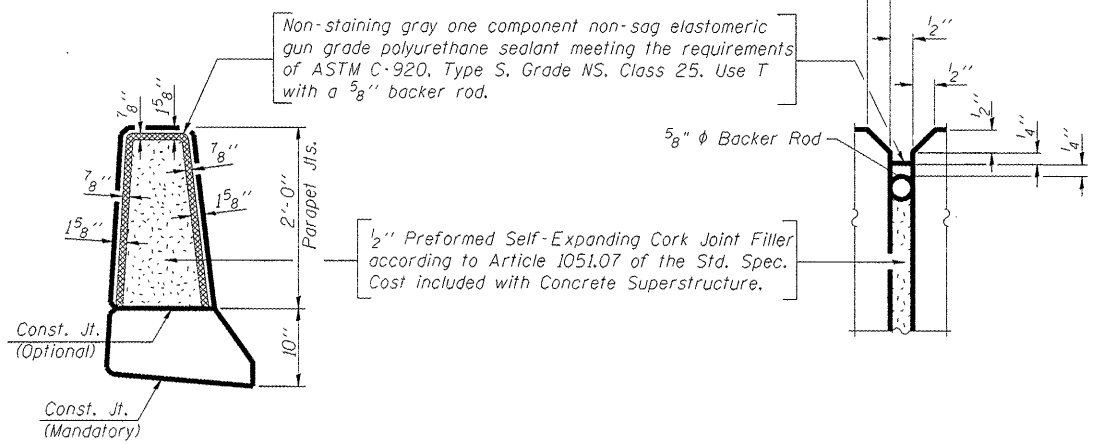 Non-staining gray one component non-sag elastomeric
gun grade polyurethane sealant meeting the requirements
of ASTM C-920, Type S, Grade NS, Class 25, Use T
with a 5/8" backer rod.
1/2"
1/2"
1/2"
1/4"
1/4"
5/8" φ Backer Rod
7/8"
1 5/8"
7/8"
1 5/8"
7/8"
1 5/8"
2'-0"
Parapet Jts.
1/2" Preformed Self-Expanding Cork Joint Filler
according to Article 1051.07 of the Std. Spec.
Cost included with Concrete Superstructure.
Const. Jt.
(Optional)
10"
Const. Jt.
(Mandatory)